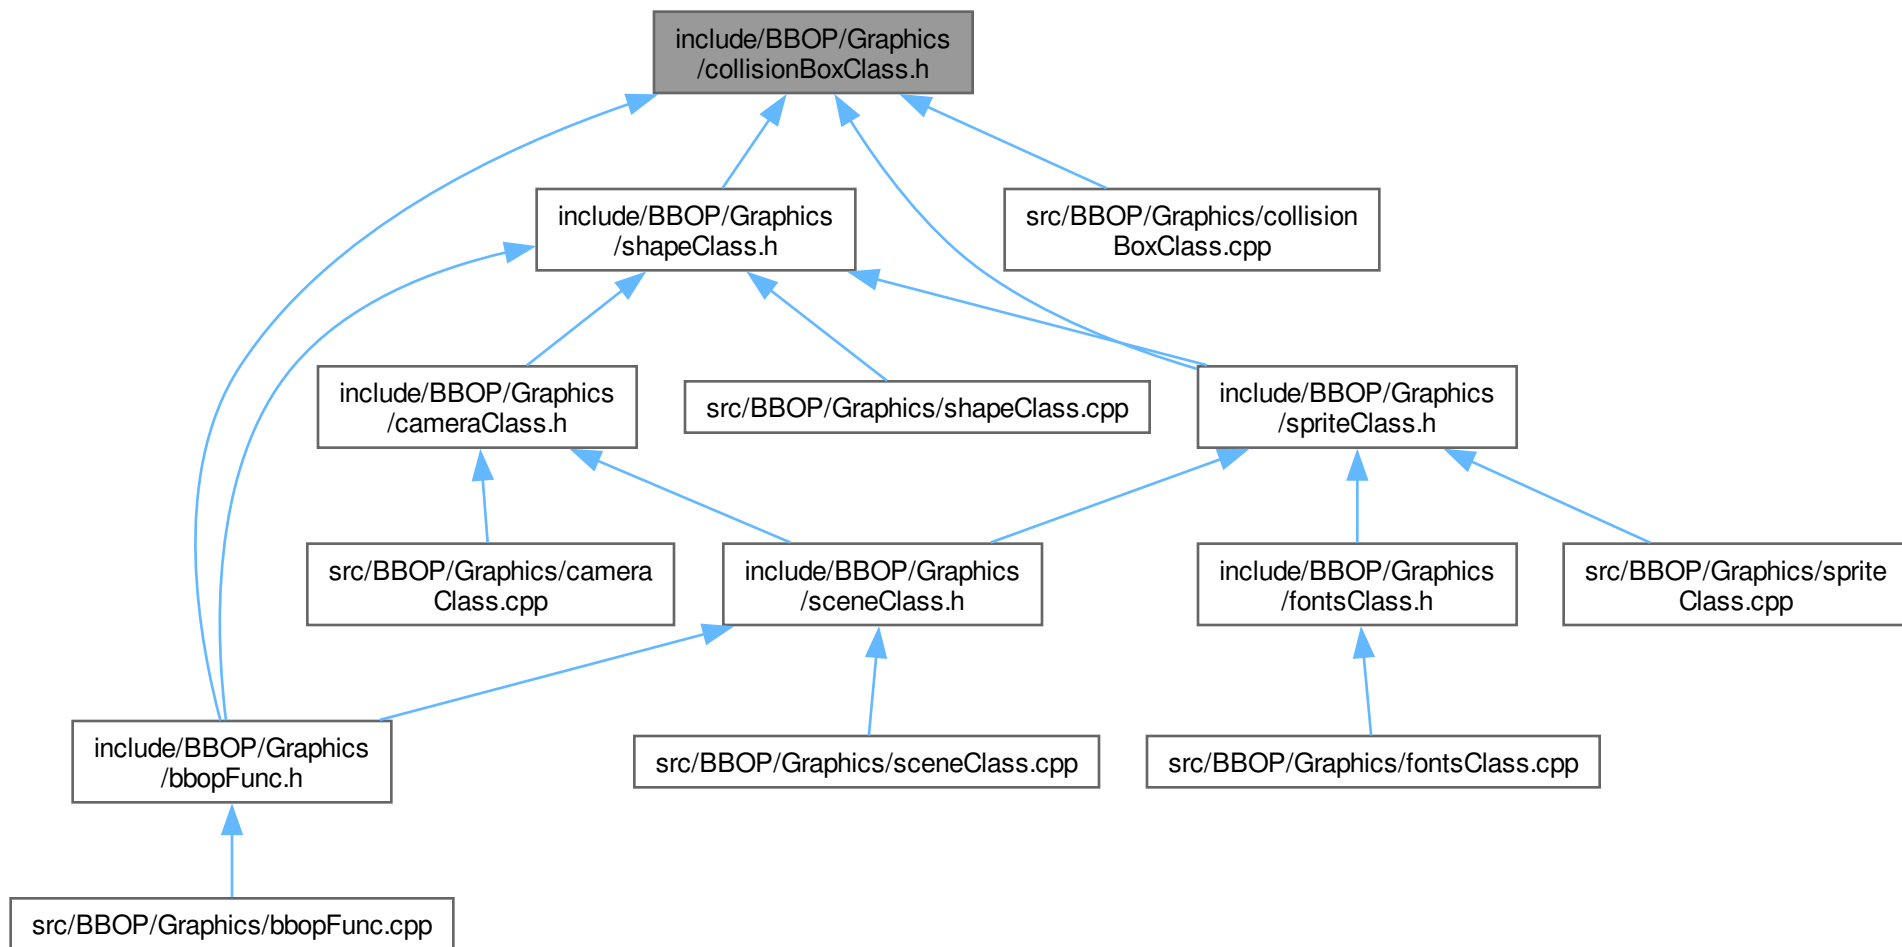 include/BBOP/Graphics
/collisionBoxClass.h
include/BBOP/Graphics
/shapeClass.h
src/BBOP/Graphics/collision
BoxClass.cpp
include/BBOP/Graphics
/cameraClass.h
src/BBOP/Graphics/shapeClass.cpp
include/BBOP/Graphics
/spriteClass.h
src/BBOP/Graphics/camera
Class.cpp
include/BBOP/Graphics
/sceneClass.h
include/BBOP/Graphics
/fontsClass.h
src/BBOP/Graphics/sprite
Class.cpp
include/BBOP/Graphics
/bbopFunc.h
src/BBOP/Graphics/sceneClass.cpp
src/BBOP/Graphics/fontsClass.cpp
src/BBOP/Graphics/bbopFunc.cpp